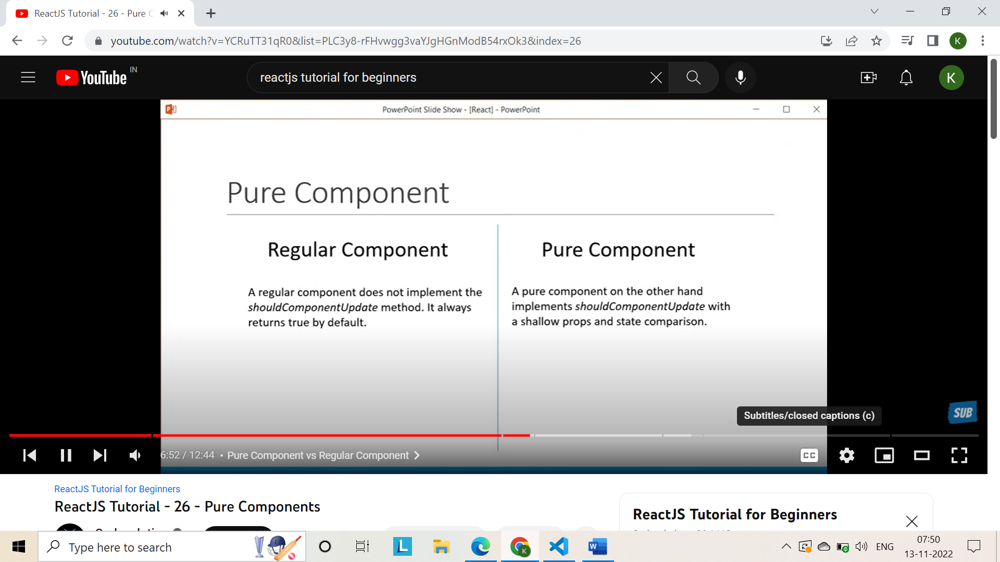 ReactJS Tutorial - 26 - Pure C
youtube.com/watch?v=YCRuTT31qR0&list=PLC3y8-rFHvwgg3vaYJgHGnModB54rxOk3&index=26
K
YouTube IN
reactjs tutorial for beginners
K
PowerPoint Slide Show - [React] - PowerPoint
Pure Component
Regular Component
A regular component does not implement the
shouldComponentUpdate method. It always
returns true by default.
Pure Component
A pure component on the other hand
implements shouldComponentUpdate with
a shallow props and state comparison.
Subtitles/closed captions (c)
SUB
6:52 / 12:44 • Pure Component vs Regular Component
CC
ReactJS Tutorial for Beginners
ReactJS Tutorial - 26 - Pure Components
ReactJS Tutorial for Beginners
Type here to search
L
K
W
ENG
07:50
13-11-2022